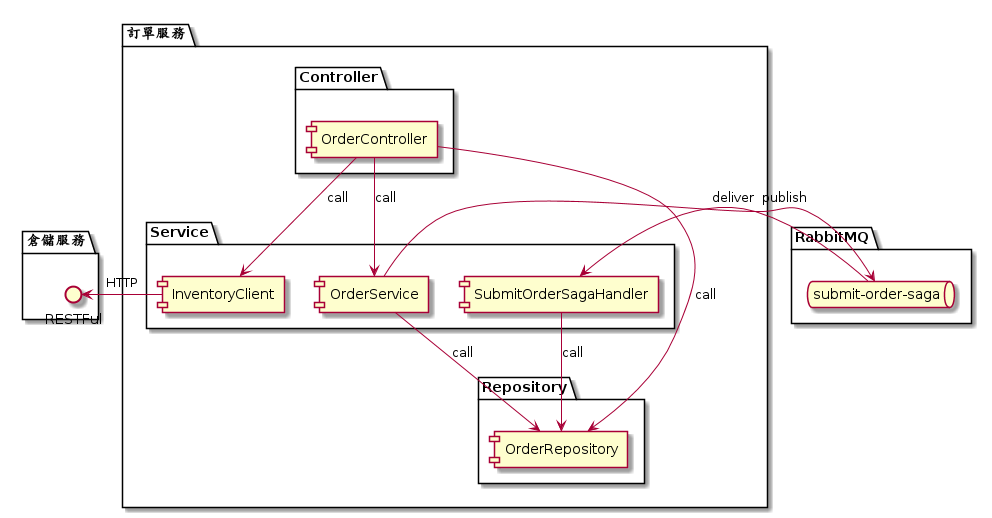 訂單服務
Controller
OrderController
call
call
deliver
publish
倉儲服務
Service
RabbitMQ
HTTP
InventoryClient
OrderService
SubmitOrderSagaHandler
call
submit-order-saga
RESTFul
call
call
Repository
OrderRepository